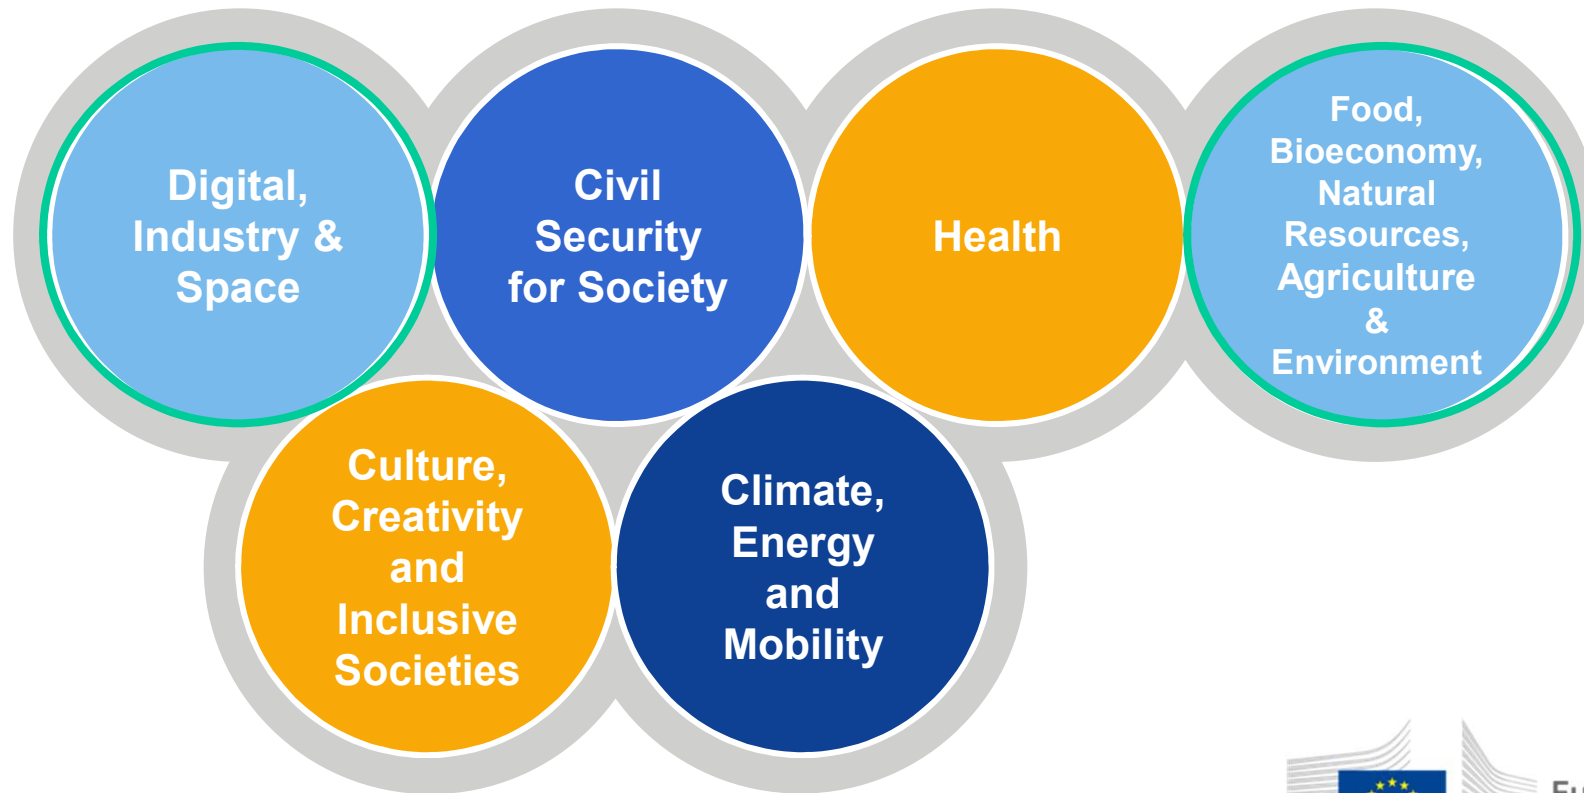 Digital,
Industry &
Space
Civil
Security
for Society
Health
Food,
Bioeconomy,
Natural
Resources,
Agriculture
&
Environment
Culture,
Creativity
and
Inclusive
Societies
Climate,
Energy
and
Mobility